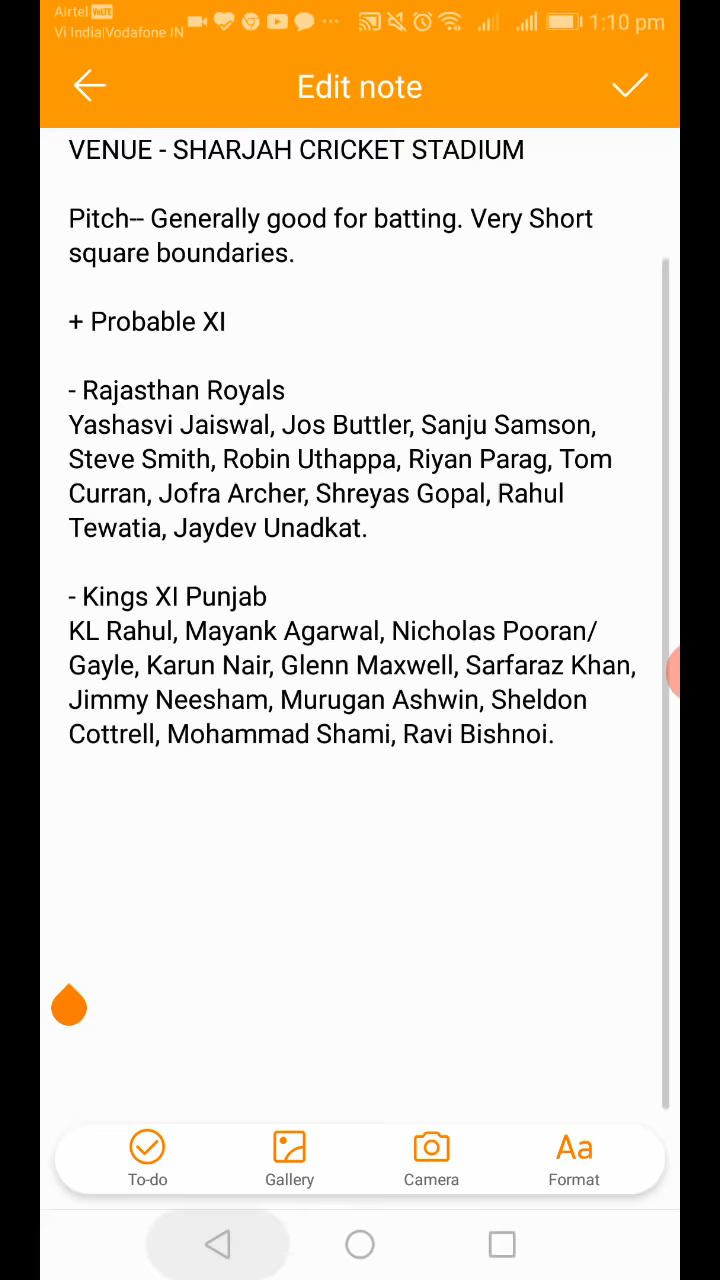 Airtel VoLTE
Vi India|Vodafone IN
1:10 pm
Edit note
VENUE - SHARJAH CRICKET STADIUM
Pitch-- Generally good for batting. Very Short
square boundaries.
+ Probable XI
- Rajasthan Royals
Yashasvi Jaiswal, Jos Buttler, Sanju Samson,
Steve Smith, Robin Uthappa, Riyan Parag, Tom
Curran, Jofra Archer, Shreyas Gopal, Rahul
Tewatia, Jaydev Unadkat.
- Kings XI Punjab
KL Rahul, Mayank Agarwal, Nicholas Pooran/
Gayle, Karun Nair, Glenn Maxwell, Sarfaraz Khan,
Jimmy Neesham, Murugan Ashwin, Sheldon
Cottrell, Mohammad Shami, Ravi Bishnoi.
To-do
Gallery
Camera
Aa
Format